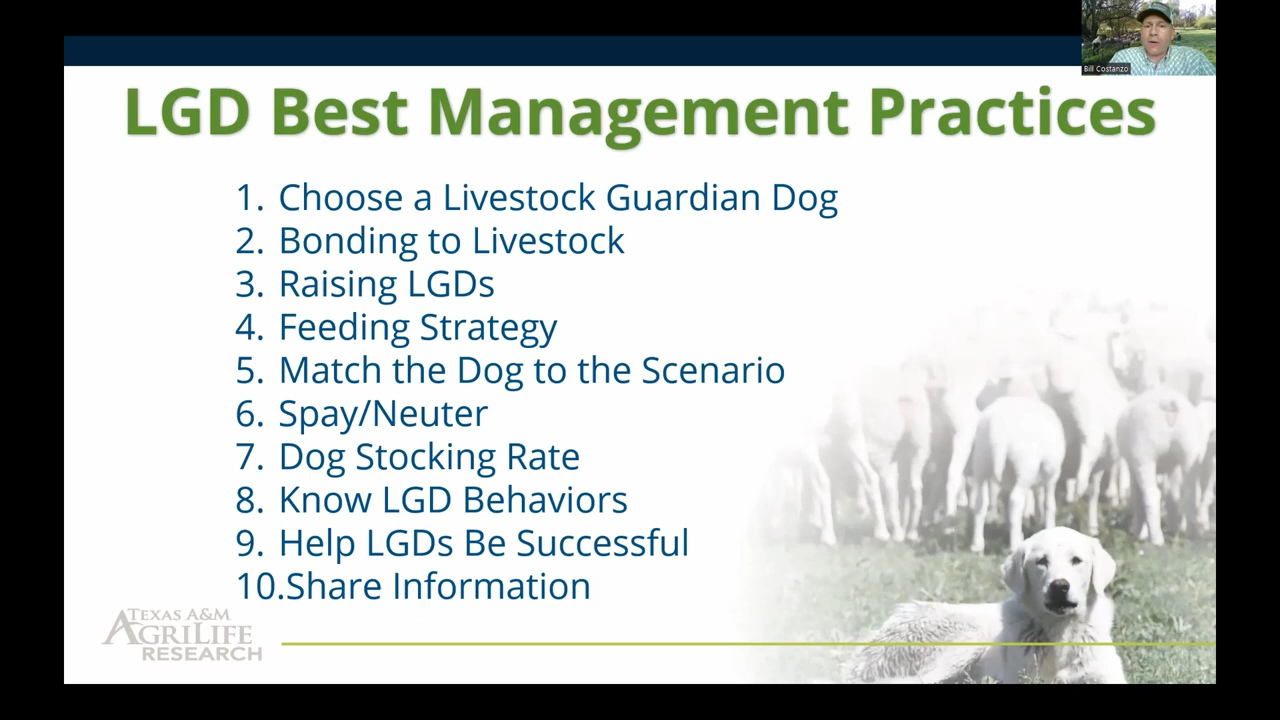 Bill Costanzo
LGD Best Management Practices
1. Choose a Livestock Guardian Dog
2. Bonding to Livestock
3. Raising LGDs
4. Feeding Strategy
5. Match the Dog to the Scenario
6. Spay/Neuter
7. Dog Stocking Rate
8. Know LGD Behaviors
9. Help LGDs Be Successful
10.Share Information
TEXAS A&M
AGRILIFE
RESEARCH